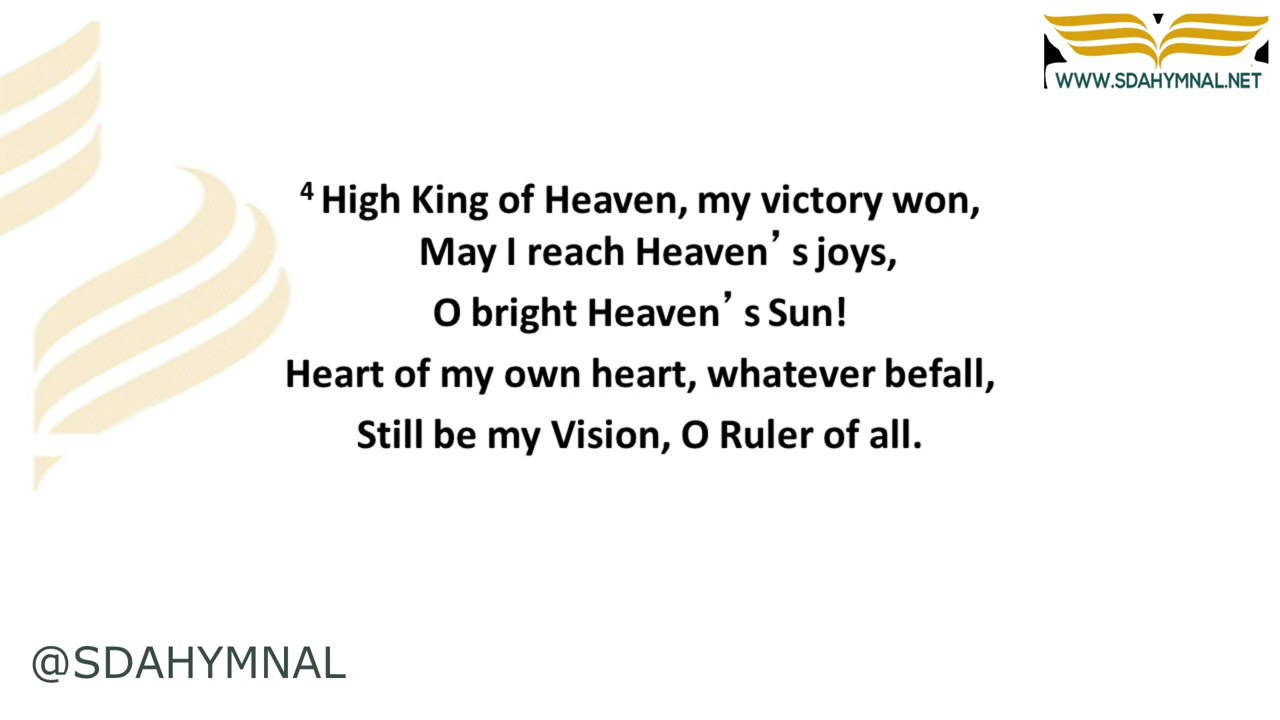 WWW.SDAHYMNAL.NET
4 High King of Heaven, my victory won,
May I reach Heaven’s joys,
O bright Heaven’s Sun!
Heart of my own heart, whatever befall,
Still be my Vision, O Ruler of all.
@SDAHYMNAL